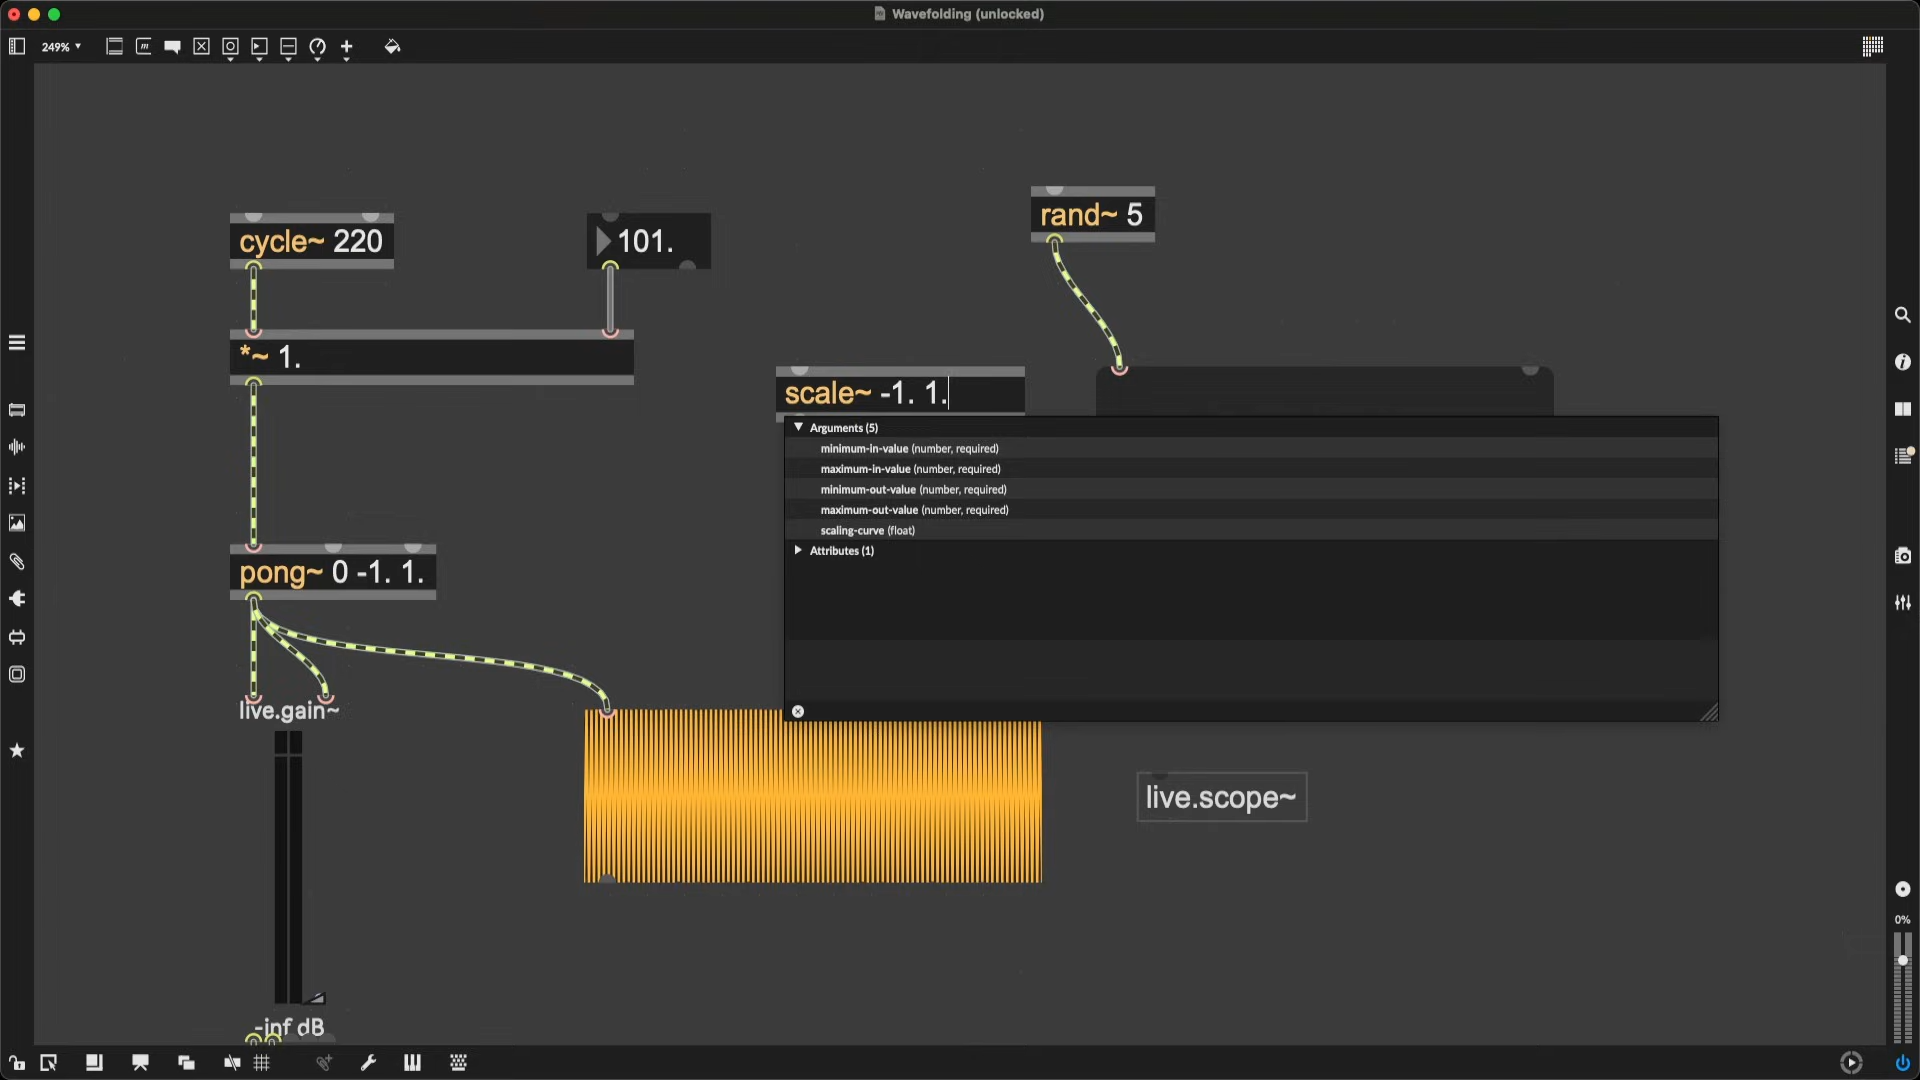 Wavefolding (unlocked)
249%
rand~ 5
cycle~ 220
101.
*~ 1.
scale~ -1. 1.
Arguments (5)
minimum-in-value (number, required)
maximum-in-value (number, required)
minimum-out-value (number, required)
maximum-out-value (number, required)
scaling-curve (float)
Attributes (1)
pong~ 0 -1. 1.
live.gain~
live.scope~
0%
-inf dB